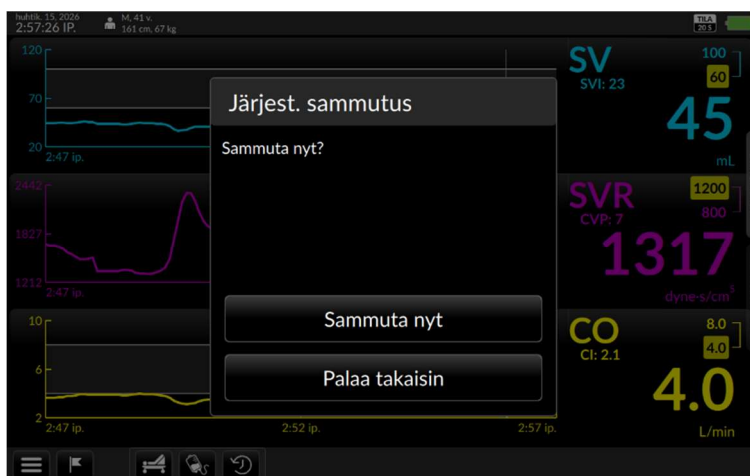 huhtik. 15, 2026
2:57:26 IP.
M, 41 v.
161 cm, 67 kg
TILA
20 S
120
70
20
2:47 ip.
SV
SVI: 23
100
60
45
mL
Järjest. sammutus
Sammuta nyt?
Sammuta nyt
Palaa takaisin
2442
1827
1212
2:47 ip.
SVR
CVP: 7
1200
800
1317
dyne-s/cm⁵
10
6
2
2:47 ip.
2:52 ip.
2:57 ip.
CO
CI: 2.1
8.0
4.0
4.0
L/min